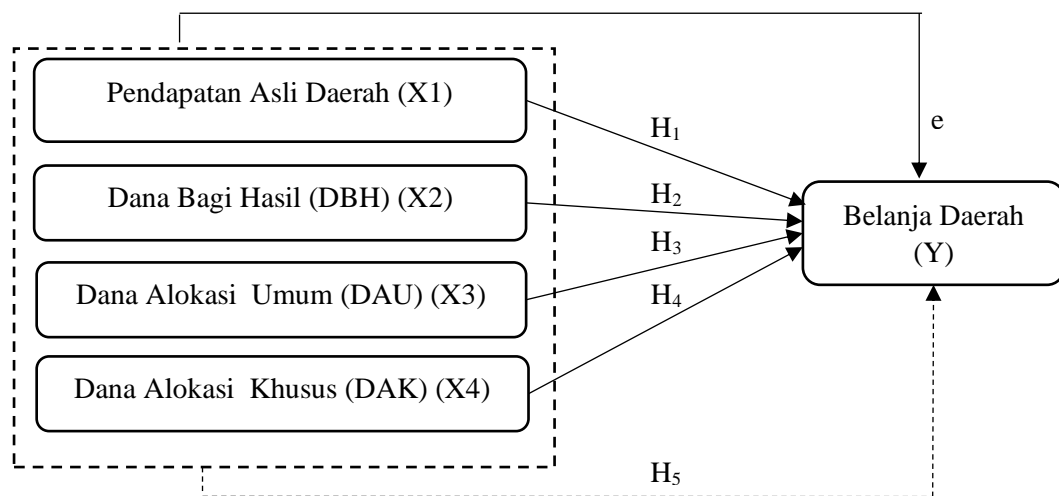 Pendapatan Asli Daerah (X1)
H₁
e
Dana Bagi Hasil (DBH) (X2)
H₂
Belanja Daerah
(Y)
H₃
Dana Alokasi  Umum (DAU) (X3)
H₄
Dana Alokasi  Khusus (DAK) (X4)
H₅